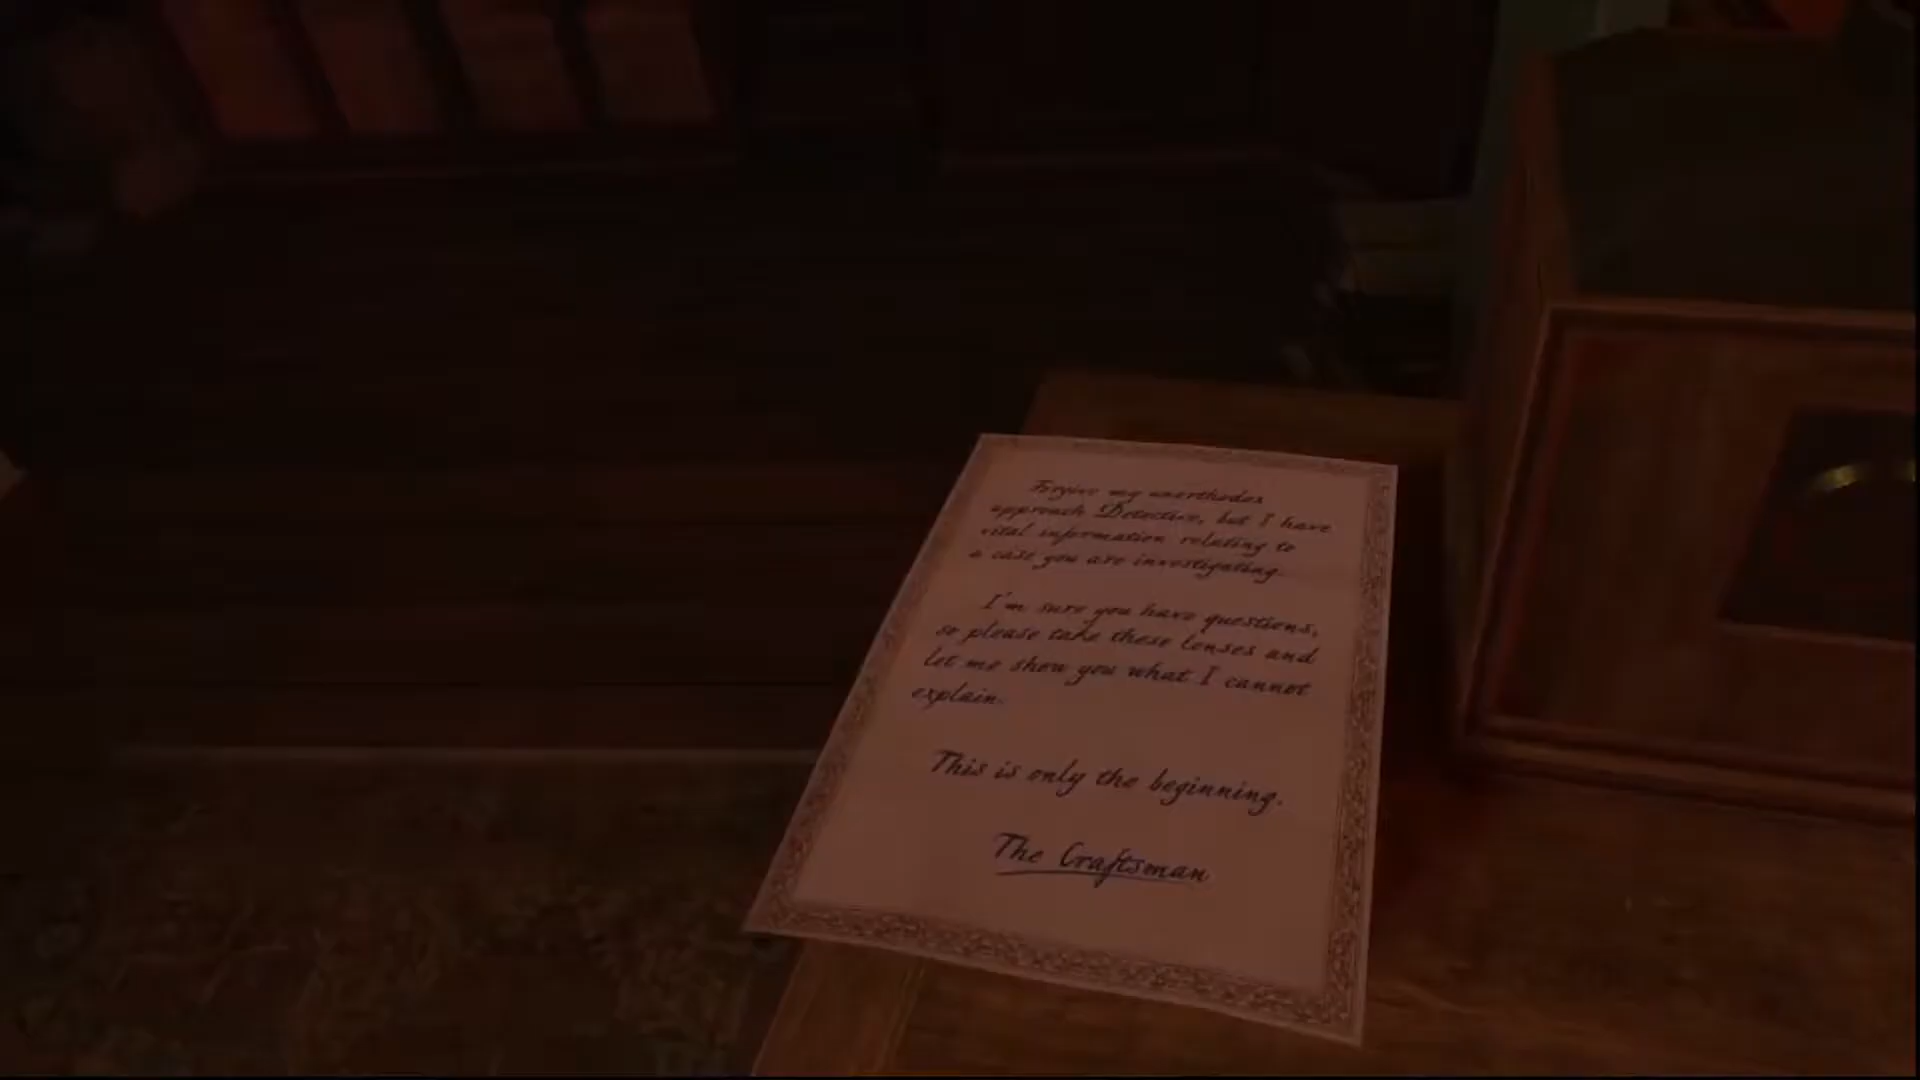 Forgive my unorthodox
approach Detective, but I have
vital information relating to
a case you are investigating.
I'm sure you have questions,
so please take these lenses and
let me show you what I cannot
explain.
This is only the beginning.
The Craftsman